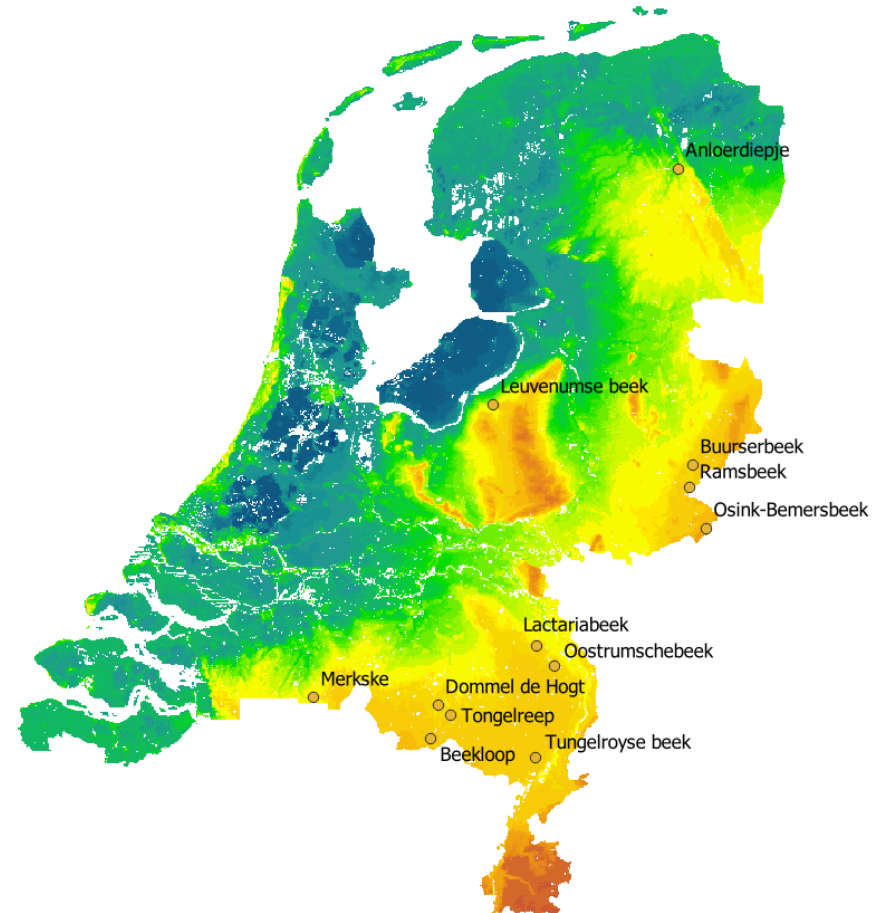 Anloerdiepje
Leuvenumse beek
Buurserbeek
Ramsbeek
Osink-Bemersbeek
Lactariabeek
Oostrumschebeek
Merkske
Dommel de Hogt
Tongelreep
Tungelroyse beek
Beekloop